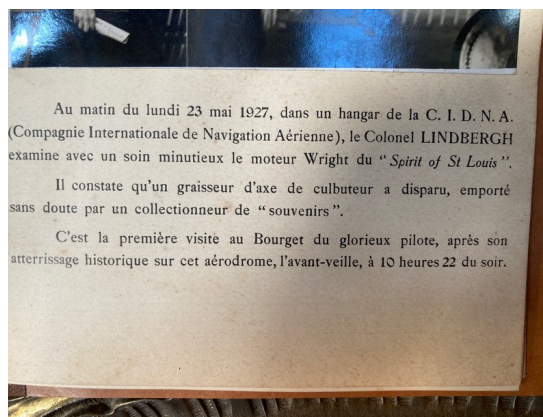 Au matin du lundi 23 mai 1927, dans un hangar de la C. I. D. N. A.
(Compagnie Internationale de Navigation Aérienne), le Colonel LINDBERGH
examine avec un soin minutieux le moteur Wright du “ Spirit of St Louis ”.
Il constate qu'un graisseur d'axe de culbuteur a disparu, emporté
sans doute par un collectionneur de “ souvenirs ”.
C'est la première visite au Bourget du glorieux pilote, après son
atterrissage historique sur cet aérodrome, l'avant-veille, à 10 heures 22 du soir.